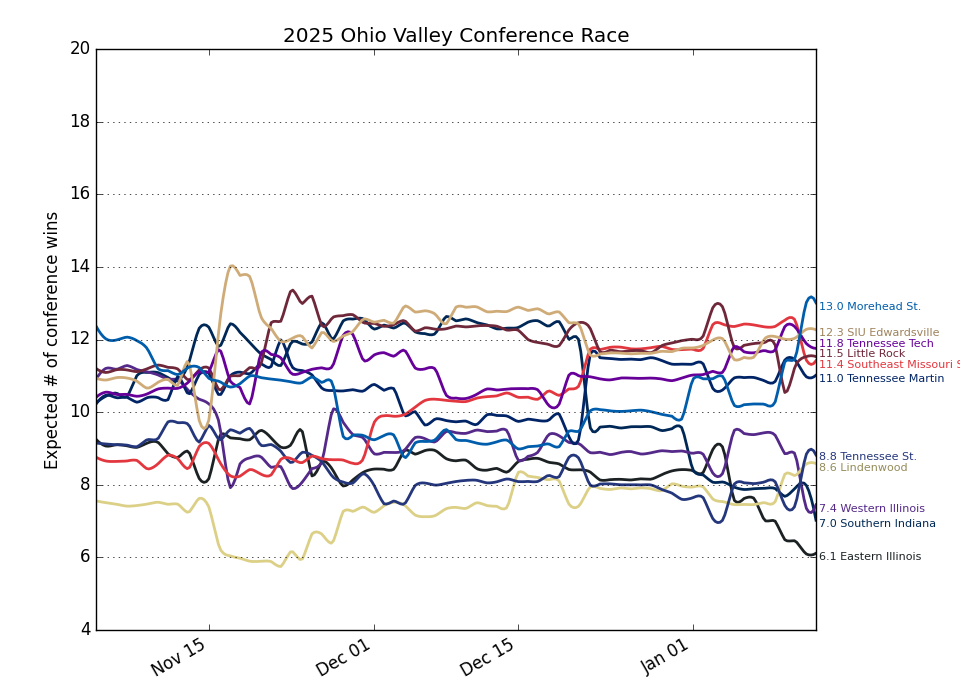 2025 Ohio Valley Conference Race
Expected # of conference wins
20
18
16
14
12
10
8
6
4
Nov 15
Dec 01
Dec 15
Jan 01
13.0 Morehead St.
12.3 SIU Edwardsville
11.8 Tennessee Tech
11.5 Little Rock
11.4 Southeast Missouri S
11.0 Tennessee Martin
8.8 Tennessee St.
8.6 Lindenwood
7.4 Western Illinois
7.0 Southern Indiana
6.1 Eastern Illinois